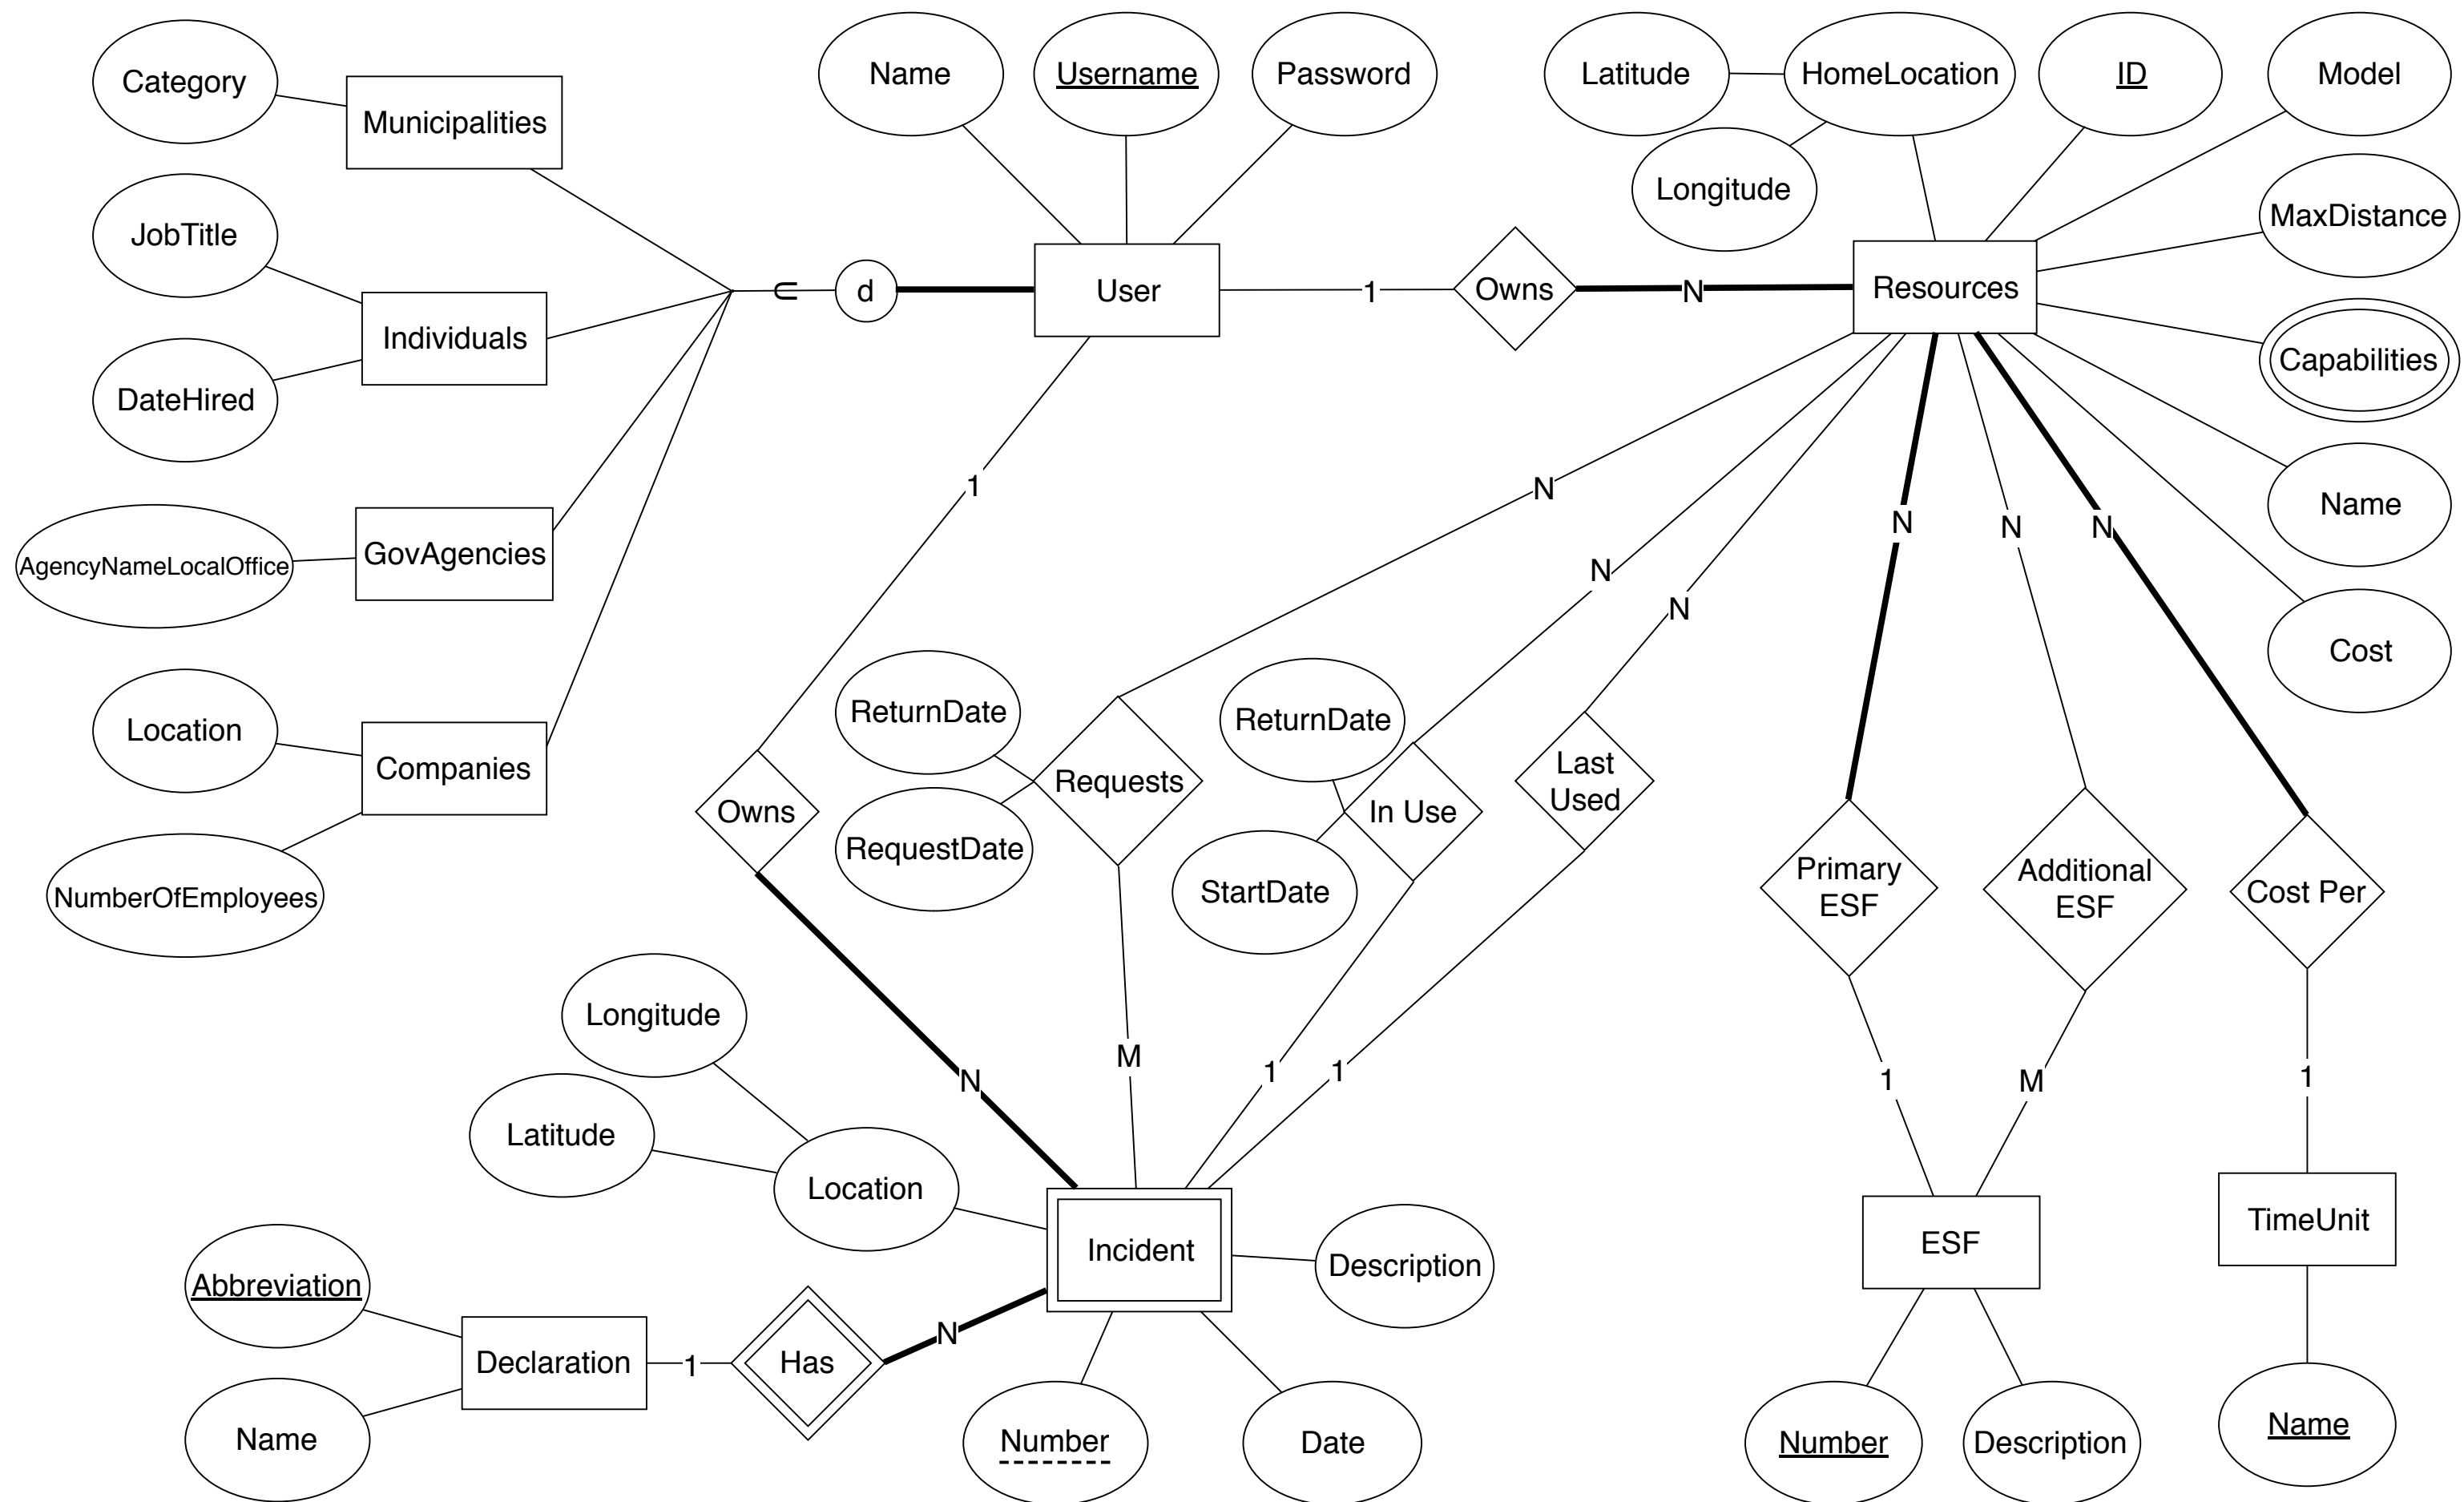 Category
Municipalities
Name
Username
Password
Latitude
HomeLocation
ID
Model
Longitude
MaxDistance
JobTitle
Individuals
DateHired
⊂
d
User
1
Owns
N
Resources
Capabilities
Name
Cost
AgencyNameLocalOffice
GovAgencies
1
N
N
N
N
N
N
Location
Companies
NumberOfEmployees
Owns
ReturnDate
RequestDate
Requests
ReturnDate
StartDate
In Use
Last
Used
Primary
ESF
Additional
ESF
Cost Per
Longitude
Latitude
Location
N
M
1
1
1
M
1
Abbreviation
Name
Declaration
1
Has
N
Incident
Description
Number
Date
ESF
Number
Description
TimeUnit
Name